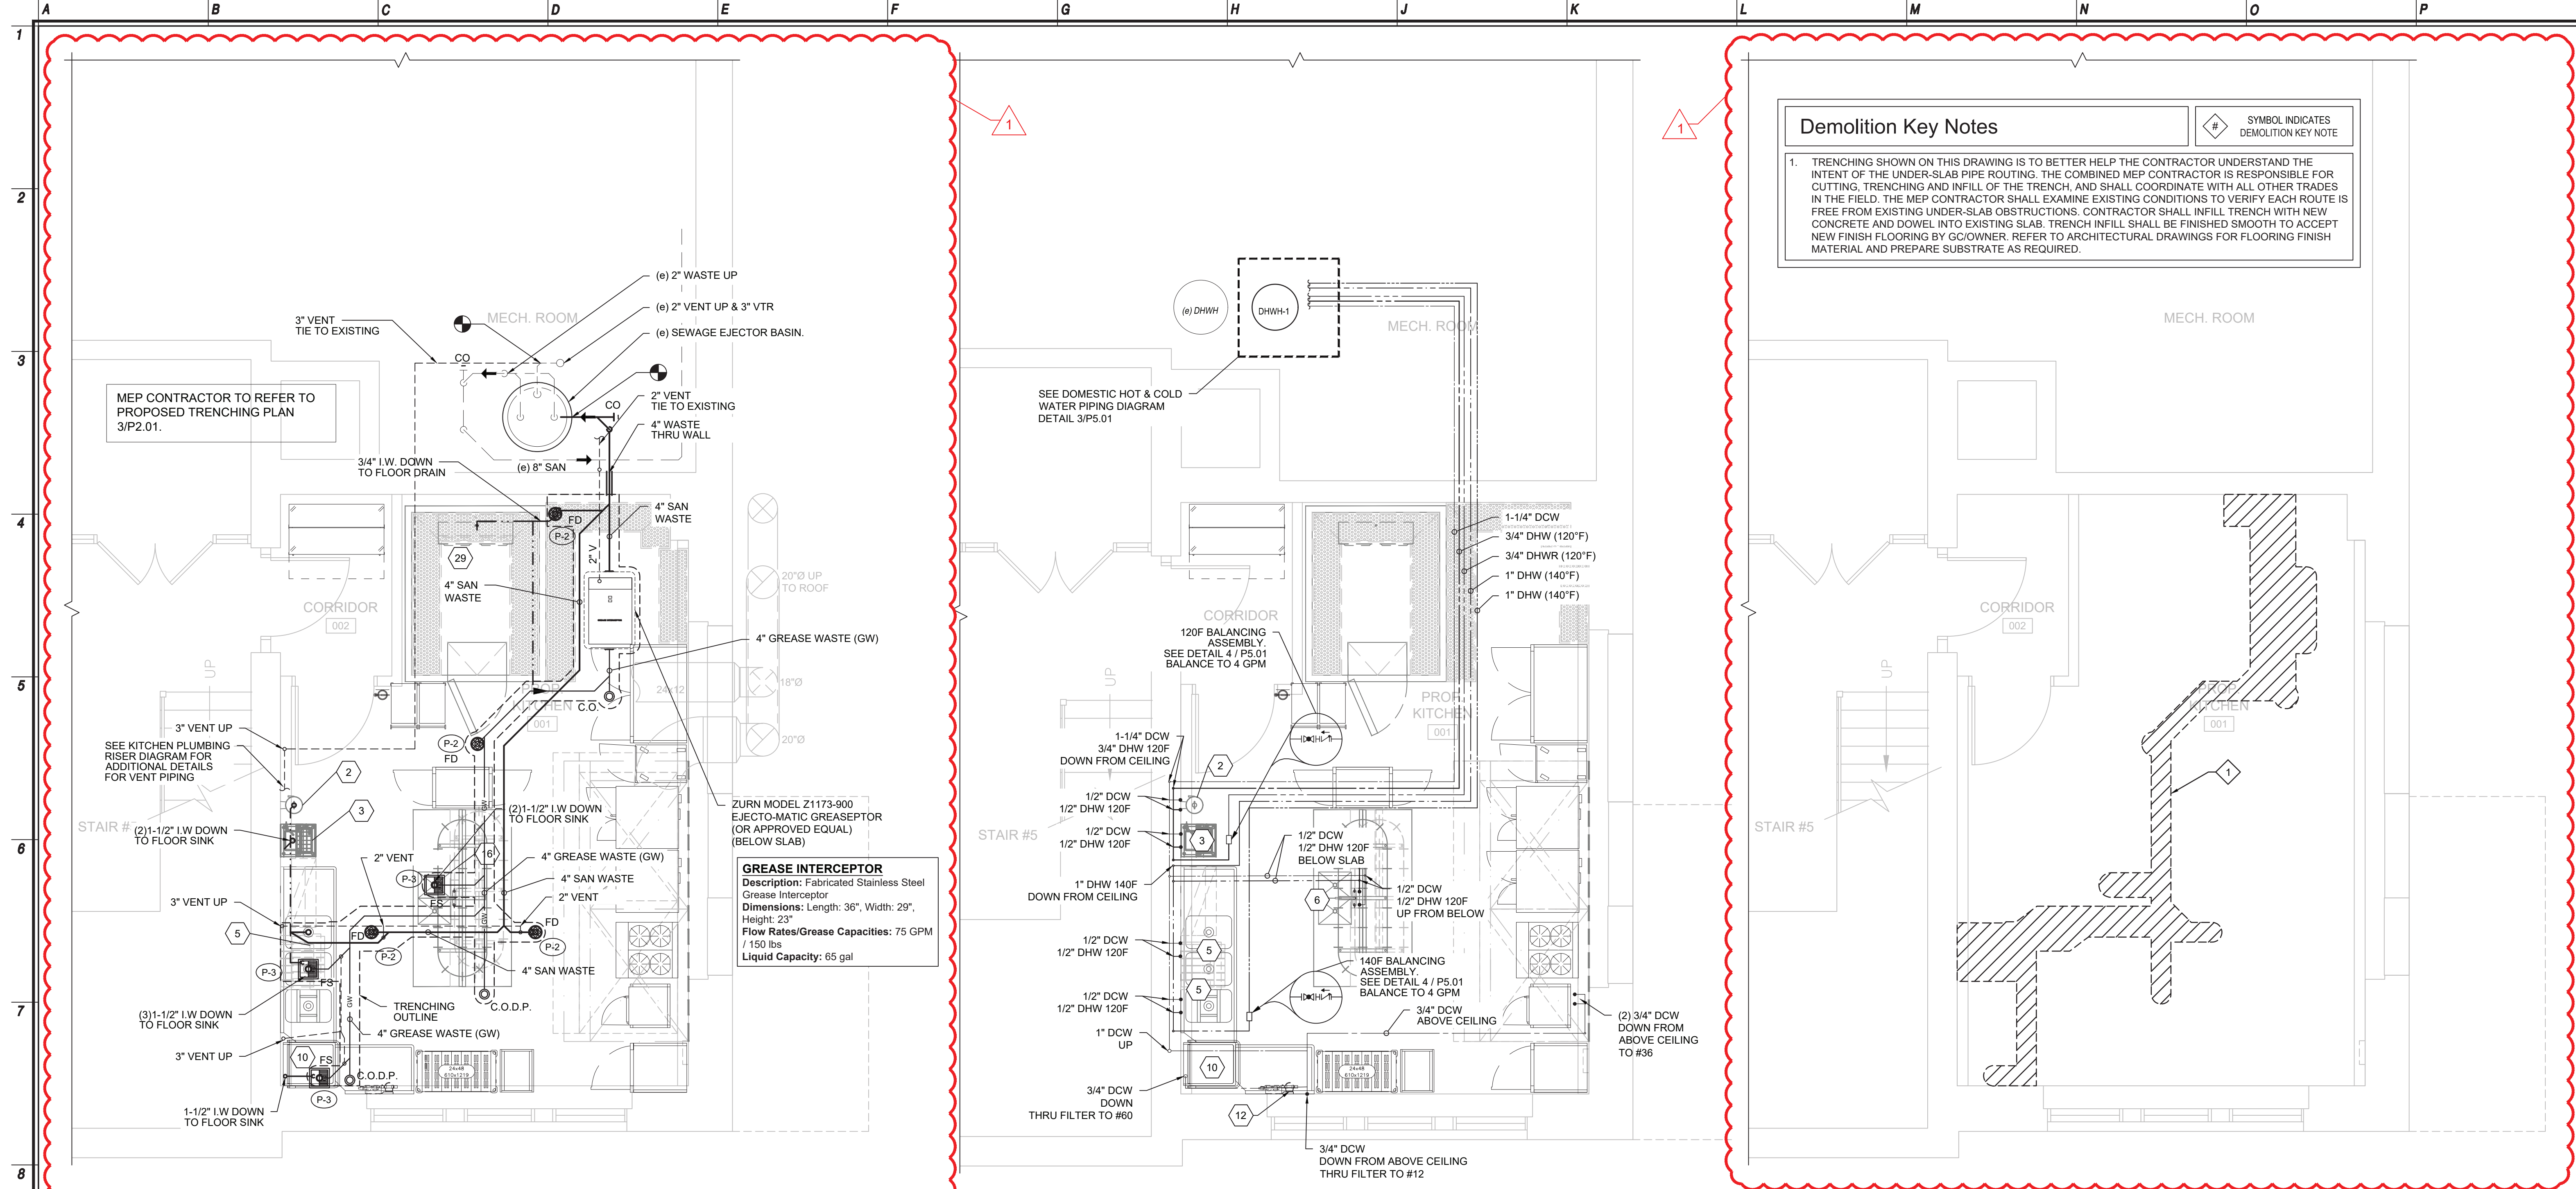 A B C D E F G H J K L M N O P
1
2
3
4
5
6
7
8
(e) 2" WASTE UP
(e) 2" VENT UP & 3" VTR
MECH. ROOM
(e) SEWAGE EJECTOR BASIN.
3" VENT
TIE TO EXISTING
CO
MEP CONTRACTOR TO REFER TO
PROPOSED TRENCHING PLAN
3/P2.01.
2" VENT
TIE TO EXISTING
CO
4" WASTE
THRU WALL
3/4" I.W. DOWN
TO FLOOR DRAIN
(e) 8" SAN
4" SAN
WASTE
FD
P-2
29
2" V
20"Ø UP
TO ROOF
4" SAN
WASTE
CORRIDOR
002
UP
4" GREASE WASTE (GW)
24x12
18"Ø
PROP.
KITCHEN
001
C.O.
3" VENT UP
SEE KITCHEN PLUMBING
RISER DIAGRAM FOR
ADDITIONAL DETAILS
FOR VENT PIPING
P-2
FD
20"Ø
2
3
GW
(2)1-1/2" I.W DOWN
TO FLOOR SINK
ZURN MODEL Z1173-900
EJECTO-MATIC GREASEPTOR
(OR APPROVED EQUAL)
(BELOW SLAB)
STAIR #
(2)1-1/2" I.W DOWN
TO FLOOR SINK
2" VENT
16
4" GREASE WASTE (GW)
P-3
FS
4" SAN WASTE
2" VENT
GREASE INTERCEPTOR
Description: Fabricated Stainless Steel
Grease Interceptor
Dimensions: Length: 36", Width: 29",
Height: 23"
Flow Rates/Grease Capacities: 75 GPM
/ 150 lbs
Liquid Capacity: 65 gal
3" VENT UP
GW
5
FD
P-2
FD
P-2
4" SAN WASTE
P-3
FS
GW
TRENCHING
OUTLINE
C.O.D.P.
(3)1-1/2" I.W DOWN
TO FLOOR SINK
4" GREASE WASTE (GW)
3" VENT UP
10
FS
C.O.D.P.
24x48
610x1219
P-3
1-1/2" I.W DOWN
TO FLOOR SINK
1
(e) DHWH
DHWH-1
MECH. ROOM
SEE DOMESTIC HOT & COLD
WATER PIPING DIAGRAM
DETAIL 3/P5.01
1-1/4" DCW
3/4" DHW (120°F)
3/4" DHWR (120°F)
1" DHW (140°F)
1" DHW (140°F)
CORRIDOR
002
120F BALANCING
ASSEMBLY.
SEE DETAIL 4 / P5.01
BALANCE TO 4 GPM
UP
PROP.
KITCHEN
001
1-1/4" DCW
3/4" DHW 120F
DOWN FROM CEILING
2
1/2" DCW
1/2" DHW 120F
STAIR #5
1/2" DCW
1/2" DHW 120F
3
1/2" DCW
1/2" DHW 120F
BELOW SLAB
1" DHW 140F
DOWN FROM CEILING
6
1/2" DCW
1/2" DHW 120F
UP FROM BELOW
1/2" DCW
1/2" DHW 120F
5
140F BALANCING
ASSEMBLY.
SEE DETAIL 4 / P5.01
BALANCE TO 4 GPM
1/2" DCW
1/2" DHW 120F
5
3/4" DCW
ABOVE CEILING
(2) 3/4" DCW
DOWN FROM
ABOVE CEILING
TO #36
1" DCW
UP
10
24x48
610x1219
3/4" DCW
DOWN
THRU FILTER TO #60
12
3/4" DCW
DOWN FROM ABOVE CEILING
THRU FILTER TO #12
1
Demolition Key Notes
#
SYMBOL INDICATES
DEMOLITION KEY NOTE
1. TRENCHING SHOWN ON THIS DRAWING IS TO BETTER HELP THE CONTRACTOR UNDERSTAND THE
INTENT OF THE UNDER-SLAB PIPE ROUTING. THE COMBINED MEP CONTRACTOR IS RESPONSIBLE FOR
CUTTING, TRENCHING AND INFILL OF THE TRENCH, AND SHALL COORDINATE WITH ALL OTHER TRADES
IN THE FIELD. THE MEP CONTRACTOR SHALL EXAMINE EXISTING CONDITIONS TO VERIFY EACH ROUTE IS
FREE FROM EXISTING UNDER-SLAB OBSTRUCTIONS. CONTRACTOR SHALL INFILL TRENCH WITH NEW
CONCRETE AND DOWEL INTO EXISTING SLAB. TRENCH INFILL SHALL BE FINISHED SMOOTH TO ACCEPT
NEW FINISH FLOORING BY GC/OWNER. REFER TO ARCHITECTURAL DRAWINGS FOR FLOORING FINISH
MATERIAL AND PREPARE SUBSTRATE AS REQUIRED.
MECH. ROOM
CORRIDOR
002
UP
PROP.
KITCHEN
001
1
STAIR #5